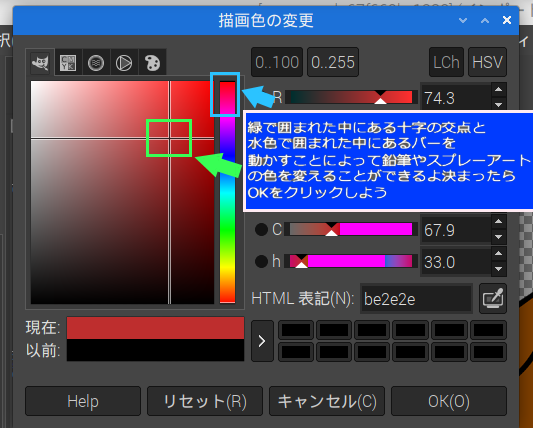 描画色の変更
0..100
0..255
LCh
HSV
R
74.3
緑で囲まれた中にある十字の交点と
水色で囲まれた中にあるバーを
動かすことによって鉛筆やスプレーアート
の色を変えることができるよ決まったら
OKをクリックしよう
C
67.9
h
33.0
HTML 表記(N):
be2e2e
現在:
以前:
Help
リセット(R)
キャンセル(C)
OK(O)